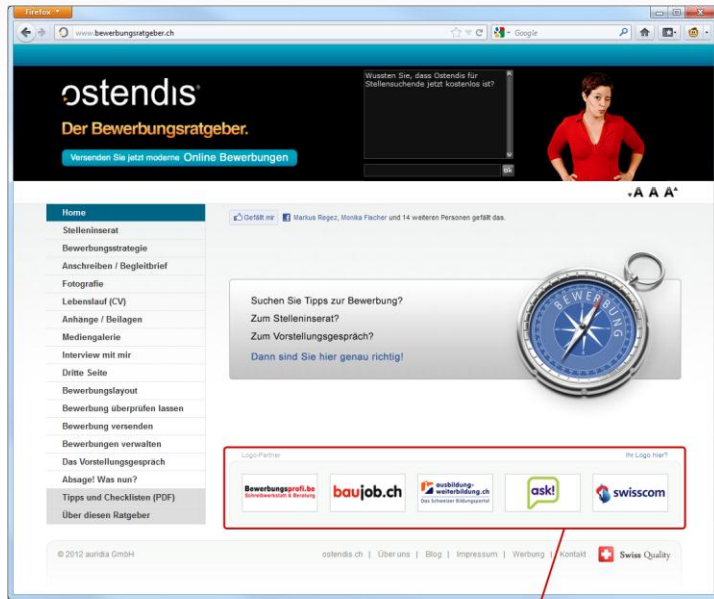 Firefox
www.bewerbungsratgeber.ch
Google
ostendis
Der Bewerbungsratgeber.
Versenden Sie jetzt moderne Online Bewerbungen
Wussten Sie, dass Ostendis für
Stellensuchende jetzt kostenlos ist?
Ok
A A A
Home
Stelleninserat
Bewerbungsstrategie
Anschreiben / Begleitbrief
Fotografie
Lebenslauf (CV)
Anhänge / Beilagen
Mediengalerie
Interview mit mir
Dritte Seite
Bewerbungslayout
Bewerbung überprüfen lassen
Bewerbung versenden
Bewerbungen verwalten
Das Vorstellungsgespräch
Absage! Was nun?
Tipps und Checklisten (PDF)
Über diesen Ratgeber
Gefällt mir Markus Regez, Monika Fischer und 14 weiteren Personen gefällt das.
Suchen Sie Tipps zur Bewerbung?
Zum Stelleninserat?
Zum Vorstellungsgespräch?
Dann sind Sie hier genau richtig!
BEWERBUNG
Logo-Partner Ihr Logo hier?
Bewerbungsprofi.be
Schreibwerkstatt & Beratung
baujob.ch
ausbildung-
weiterbildung.ch
Das Schweizer Bildungsportal
ask!
swisscom
© 2012 auridia GmbH
ostendis.ch | Über uns | Blog | Impressum | Werbung | Kontakt Swiss Quality